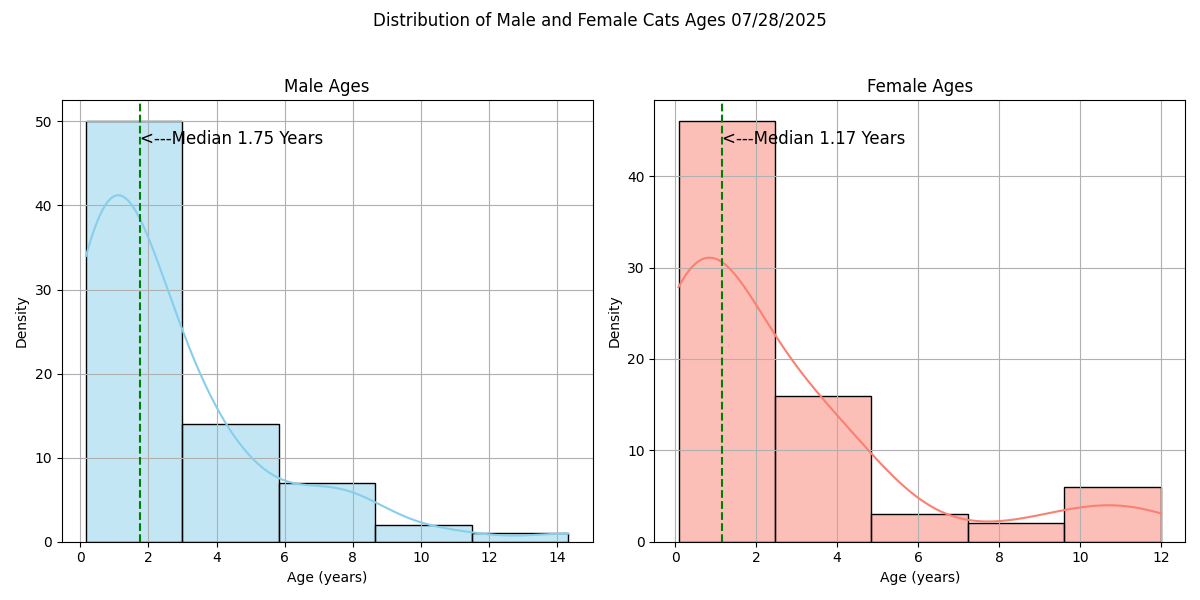 Distribution of Male and Female Cats Ages 07/28/2025
Male Ages
50
40
30
20
10
0
Density
<---Median 1.75 Years
0 2 4 6 8 10 12 14
Age (years)
Female Ages
40
30
20
10
0
Density
<---Median 1.17 Years
0 2 4 6 8 10 12
Age (years)